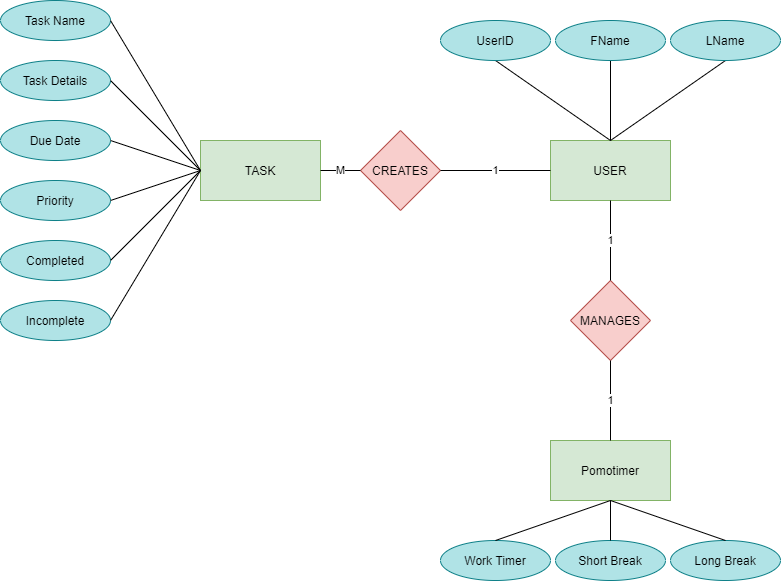 Task Name
UserID
FName
LName
Task Details
Due Date
TASK
M
CREATES
1
USER
Priority
1
Completed
Incomplete
MANAGES
1
Pomotimer
Work Timer
Short Break
Long Break